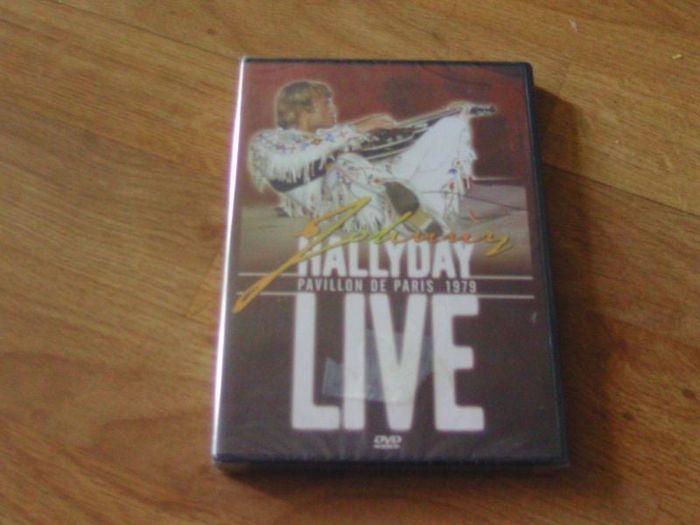 Johnny
HALLYDAY
PAVILLON DE PARIS 1979
LIVE
DVD